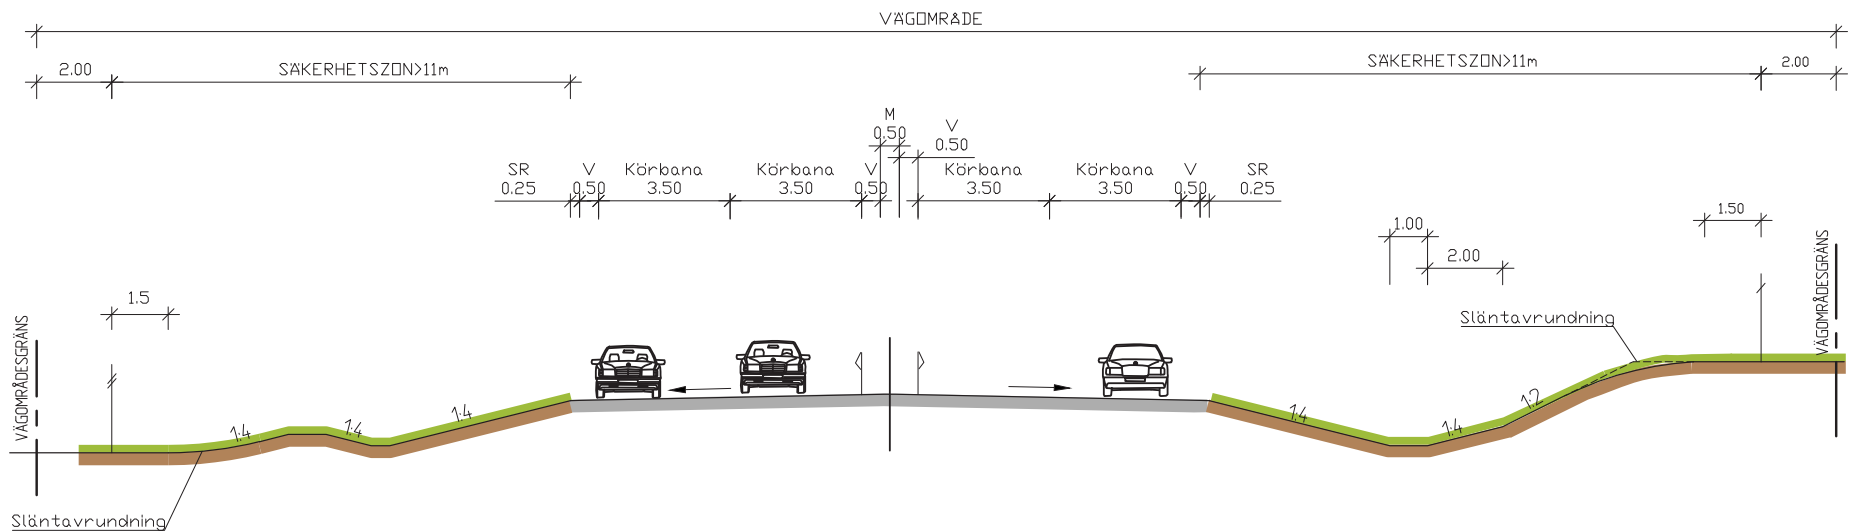 VÄGOMRÅDE
2.00
SÄKERHETSZON>11m
SÄKERHETSZON>11m
2.00
M
0.50
V
0.50
SR
0.25
V
0.50
Körbana
3.50
Körbana
3.50
V
0.50
Körbana
3.50
Körbana
3.50
V
0.50
SR
0.25
1.00
2.00
1.50
1.5
VÄGOMRÅDESGRÄNS
VÄGOMRÅDESGRÄNS
Släntavrundning
1:4
1:4
1:4
1:4
1:4
1:2
Släntavrundning